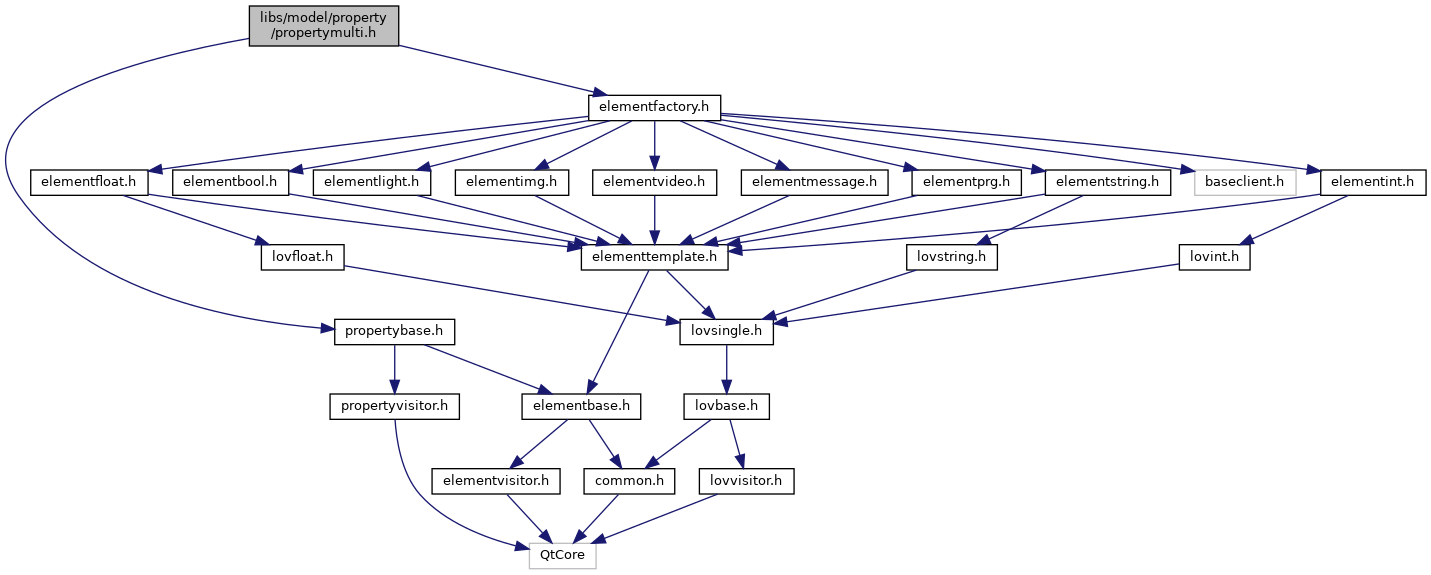 libs/model/property
/propertymulti.h
elementfactory.h
elementfloat.h
elementbool.h
elementlight.h
elementimg.h
elementvideo.h
elementmessage.h
elementprg.h
elementstring.h
baseclient.h
elementint.h
lovfloat.h
elementtemplate.h
lovstring.h
lovint.h
propertybase.h
lovsingle.h
propertyvisitor.h
elementbase.h
lovbase.h
elementvisitor.h
common.h
lovvisitor.h
QtCore